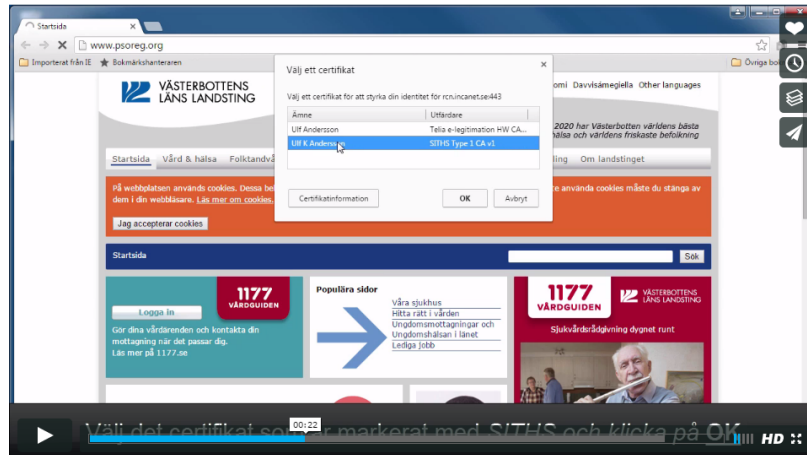 Startsida
www.psoreg.org
Importerat från IE Bokmärkshanteraren
Övriga bo
VÄSTERBOTTENS
LÄNS LANDSTING
omi Davvisámegiella Other languages
2020 har Västerbotten världens bästa
hälsa och världens friskaste befolkning
Startsida Vård & hälsa Folktandvå
ling Om landstinget
Välj ett certifikat
Välj ett certifikat för att styrka din identitet för rcn.incanet.se:443
Ämne Utfärdare
Ulf Andersson Telia e-legitimation HW CA...
Ulf K Andersson SITHS Type 1 CA v1
Certifikatinformation OK Avbryt
På webbplatsen används cookies. Dessa be
te använda cookies måste du stänga av
dem i din webbläsare. Läs mer om cookies.
Jag accepterar cookies
Startsida
Sök
1177
VÅRDGUIDEN
Logga in
Gör dina vårdärenden och kontakta din
mottagning när det passar dig.
Läs mer på 1177.se
Populära sidor
Våra sjukhus
Hitta rätt i vården
Ungdomsmottagningar och
Ungdomshälsan i länet
Lediga jobb
1177
VÅRDGUIDEN
VÄSTERBOTTENS
LÄNS LANDSTING
Sjukvårdsrådgivning dygnet runt
00:22
Välj det certifikat som är markerat med SITHS och klicka på OK
HD